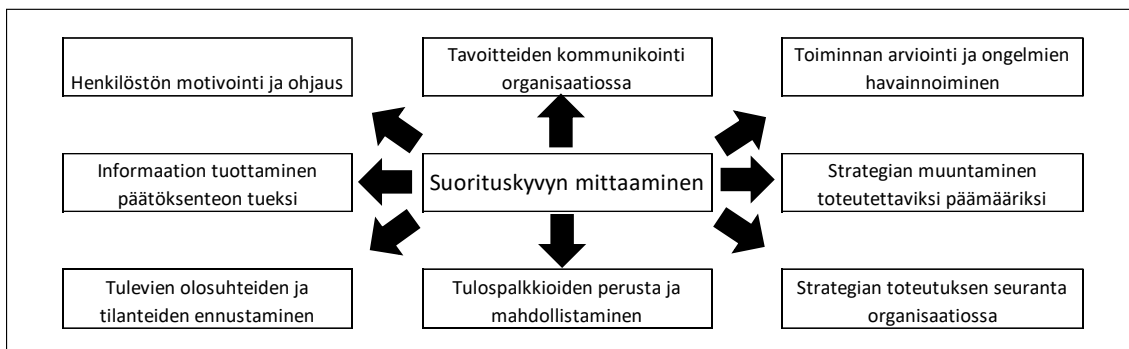 Henkilöstön motivointi ja ohjaus
Tavoitteiden kommunikointi
organisaatiossa
Toiminnan arviointi ja ongelmien
havainnoiminen
Informaation tuottaminen
päätöksenteon tueksi
Suorituskyvyn mittaaminen
Strategian muuntaminen
toteutettaviksi päämääriksi
Tulevien olosuhteiden ja
tilanteiden ennustaminen
Tulospalkkioiden perusta ja
mahdollistaminen
Strategian toteutuksen seuranta
organisaatiossa